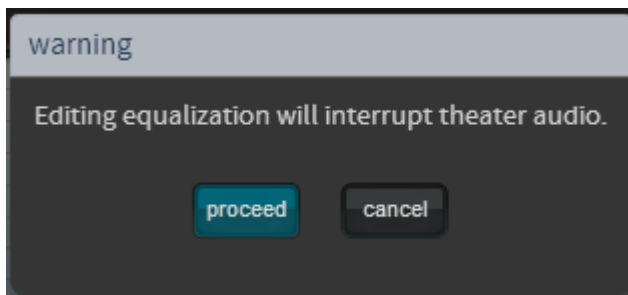 warning
Editing equalization will interrupt theater audio.
proceed
cancel